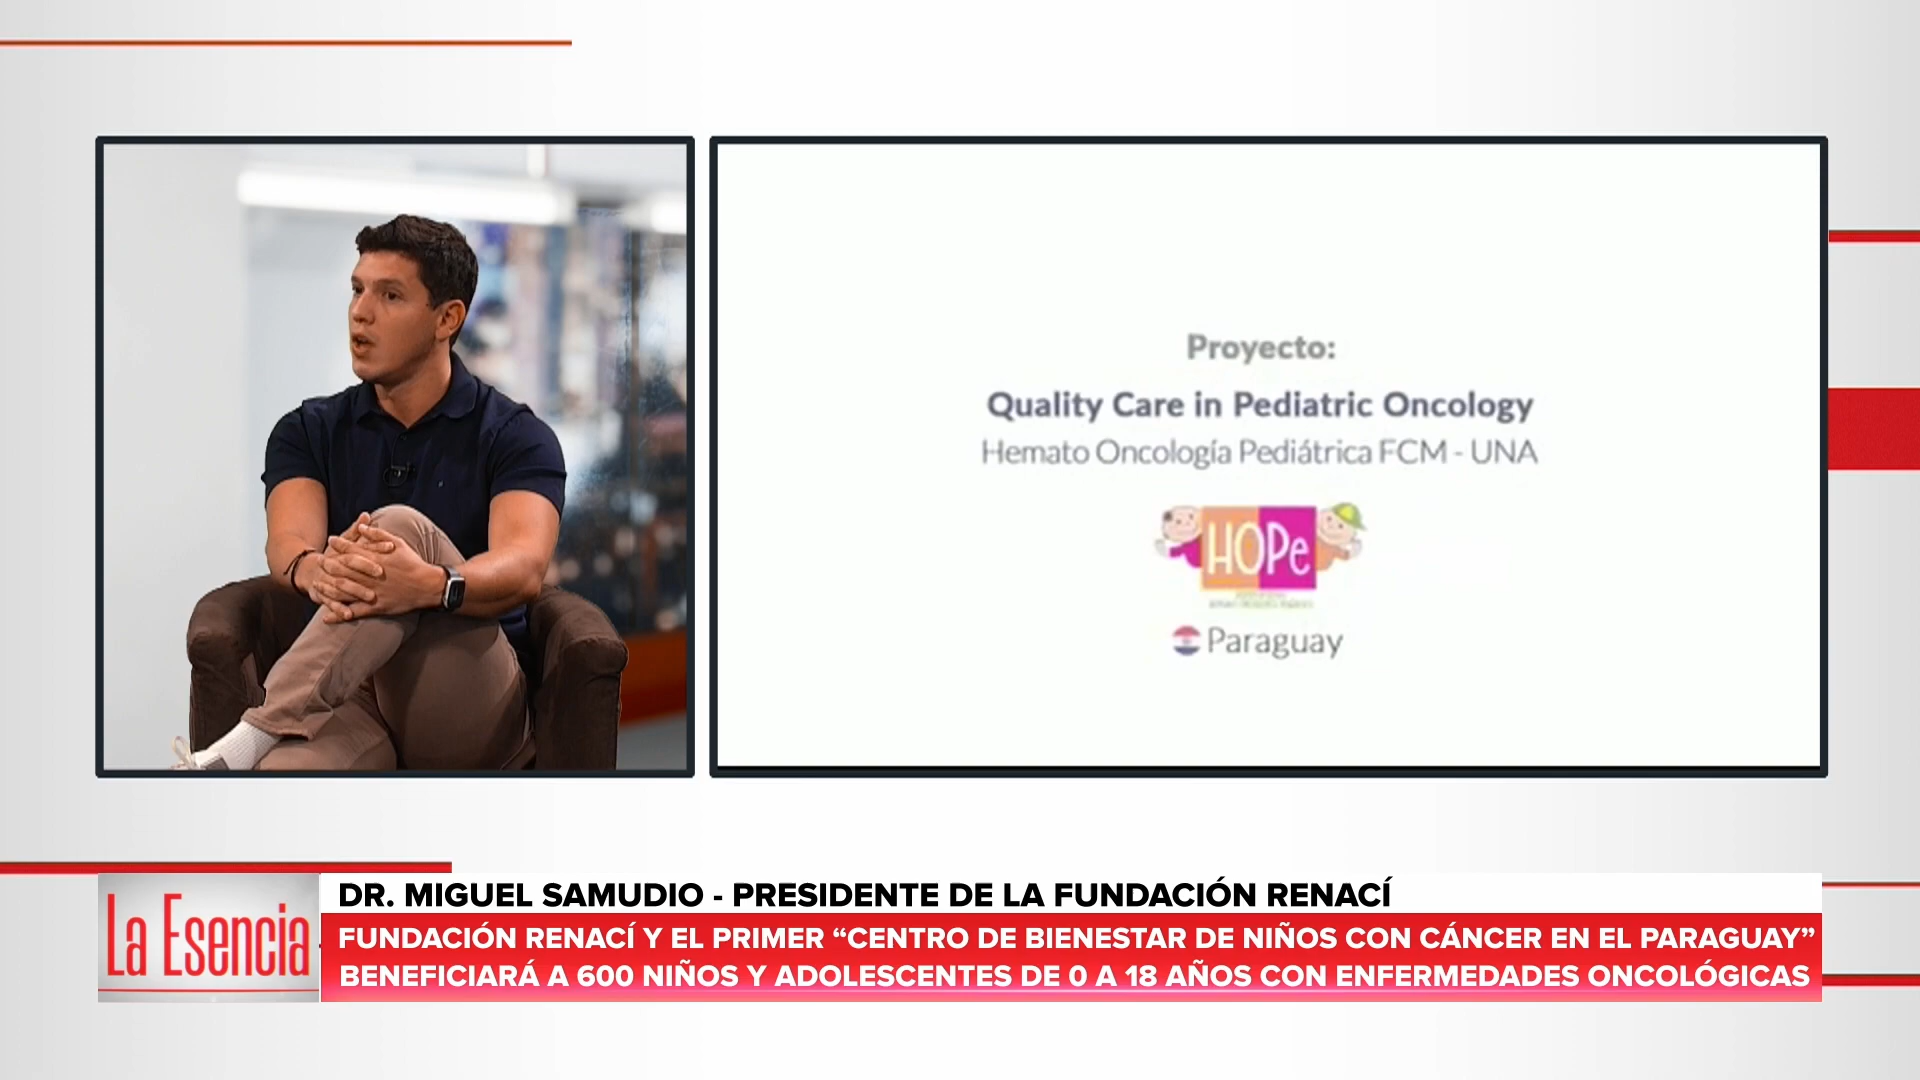 Proyecto:
Quality Care in Pediatric Oncology
Hemato Oncología Pediátrica FCM - UNA
HOPe
Paraguay
DR. MIGUEL SAMUDIO - PRESIDENTE DE LA FUNDACIÓN RENACÍ
La Esencia
FUNDACIÓN RENACÍ Y EL PRIMER “CENTRO DE BIENESTAR DE NIÑOS CON CÁNCER EN EL PARAGUAY”
BENEFICIARÁ A 600 NIÑOS Y ADOLESCENTES DE 0 A 18 AÑOS CON ENFERMEDADES ONCOLÓGICAS